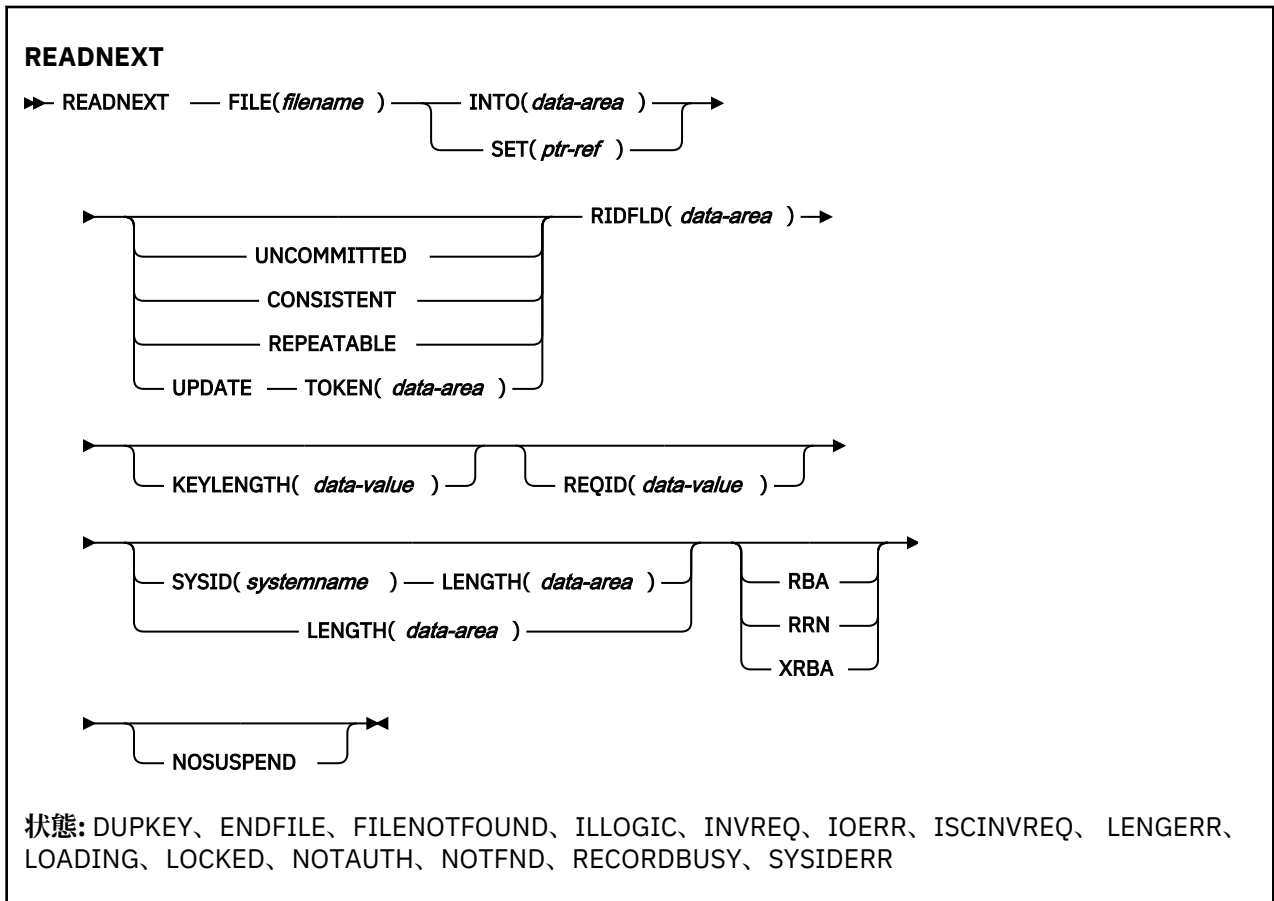 READNEXT
READNEXT FILE(filename ) INTO(data-area )
SET( ptr-ref )
RIDFLD( data-area )
UNCOMMITTED
CONSISTENT
REPEATABLE
UPDATE TOKEN( data-area )
KEYLENGTH( data-value ) REQID( data-value )
SYSID( systemname ) LENGTH( data-area ) RBA
LENGTH( data-area ) RRN
XRBA
NOSUSPEND
状態: DUPKEY、ENDFILE、FILENOTFOUND、ILLOGIC、INVREQ、IOERR、ISCINVREQ、 LENGERR、
LOADING、LOCKED、NOTAUTH、NOTFND、RECORDBUSY、SYSIDERR